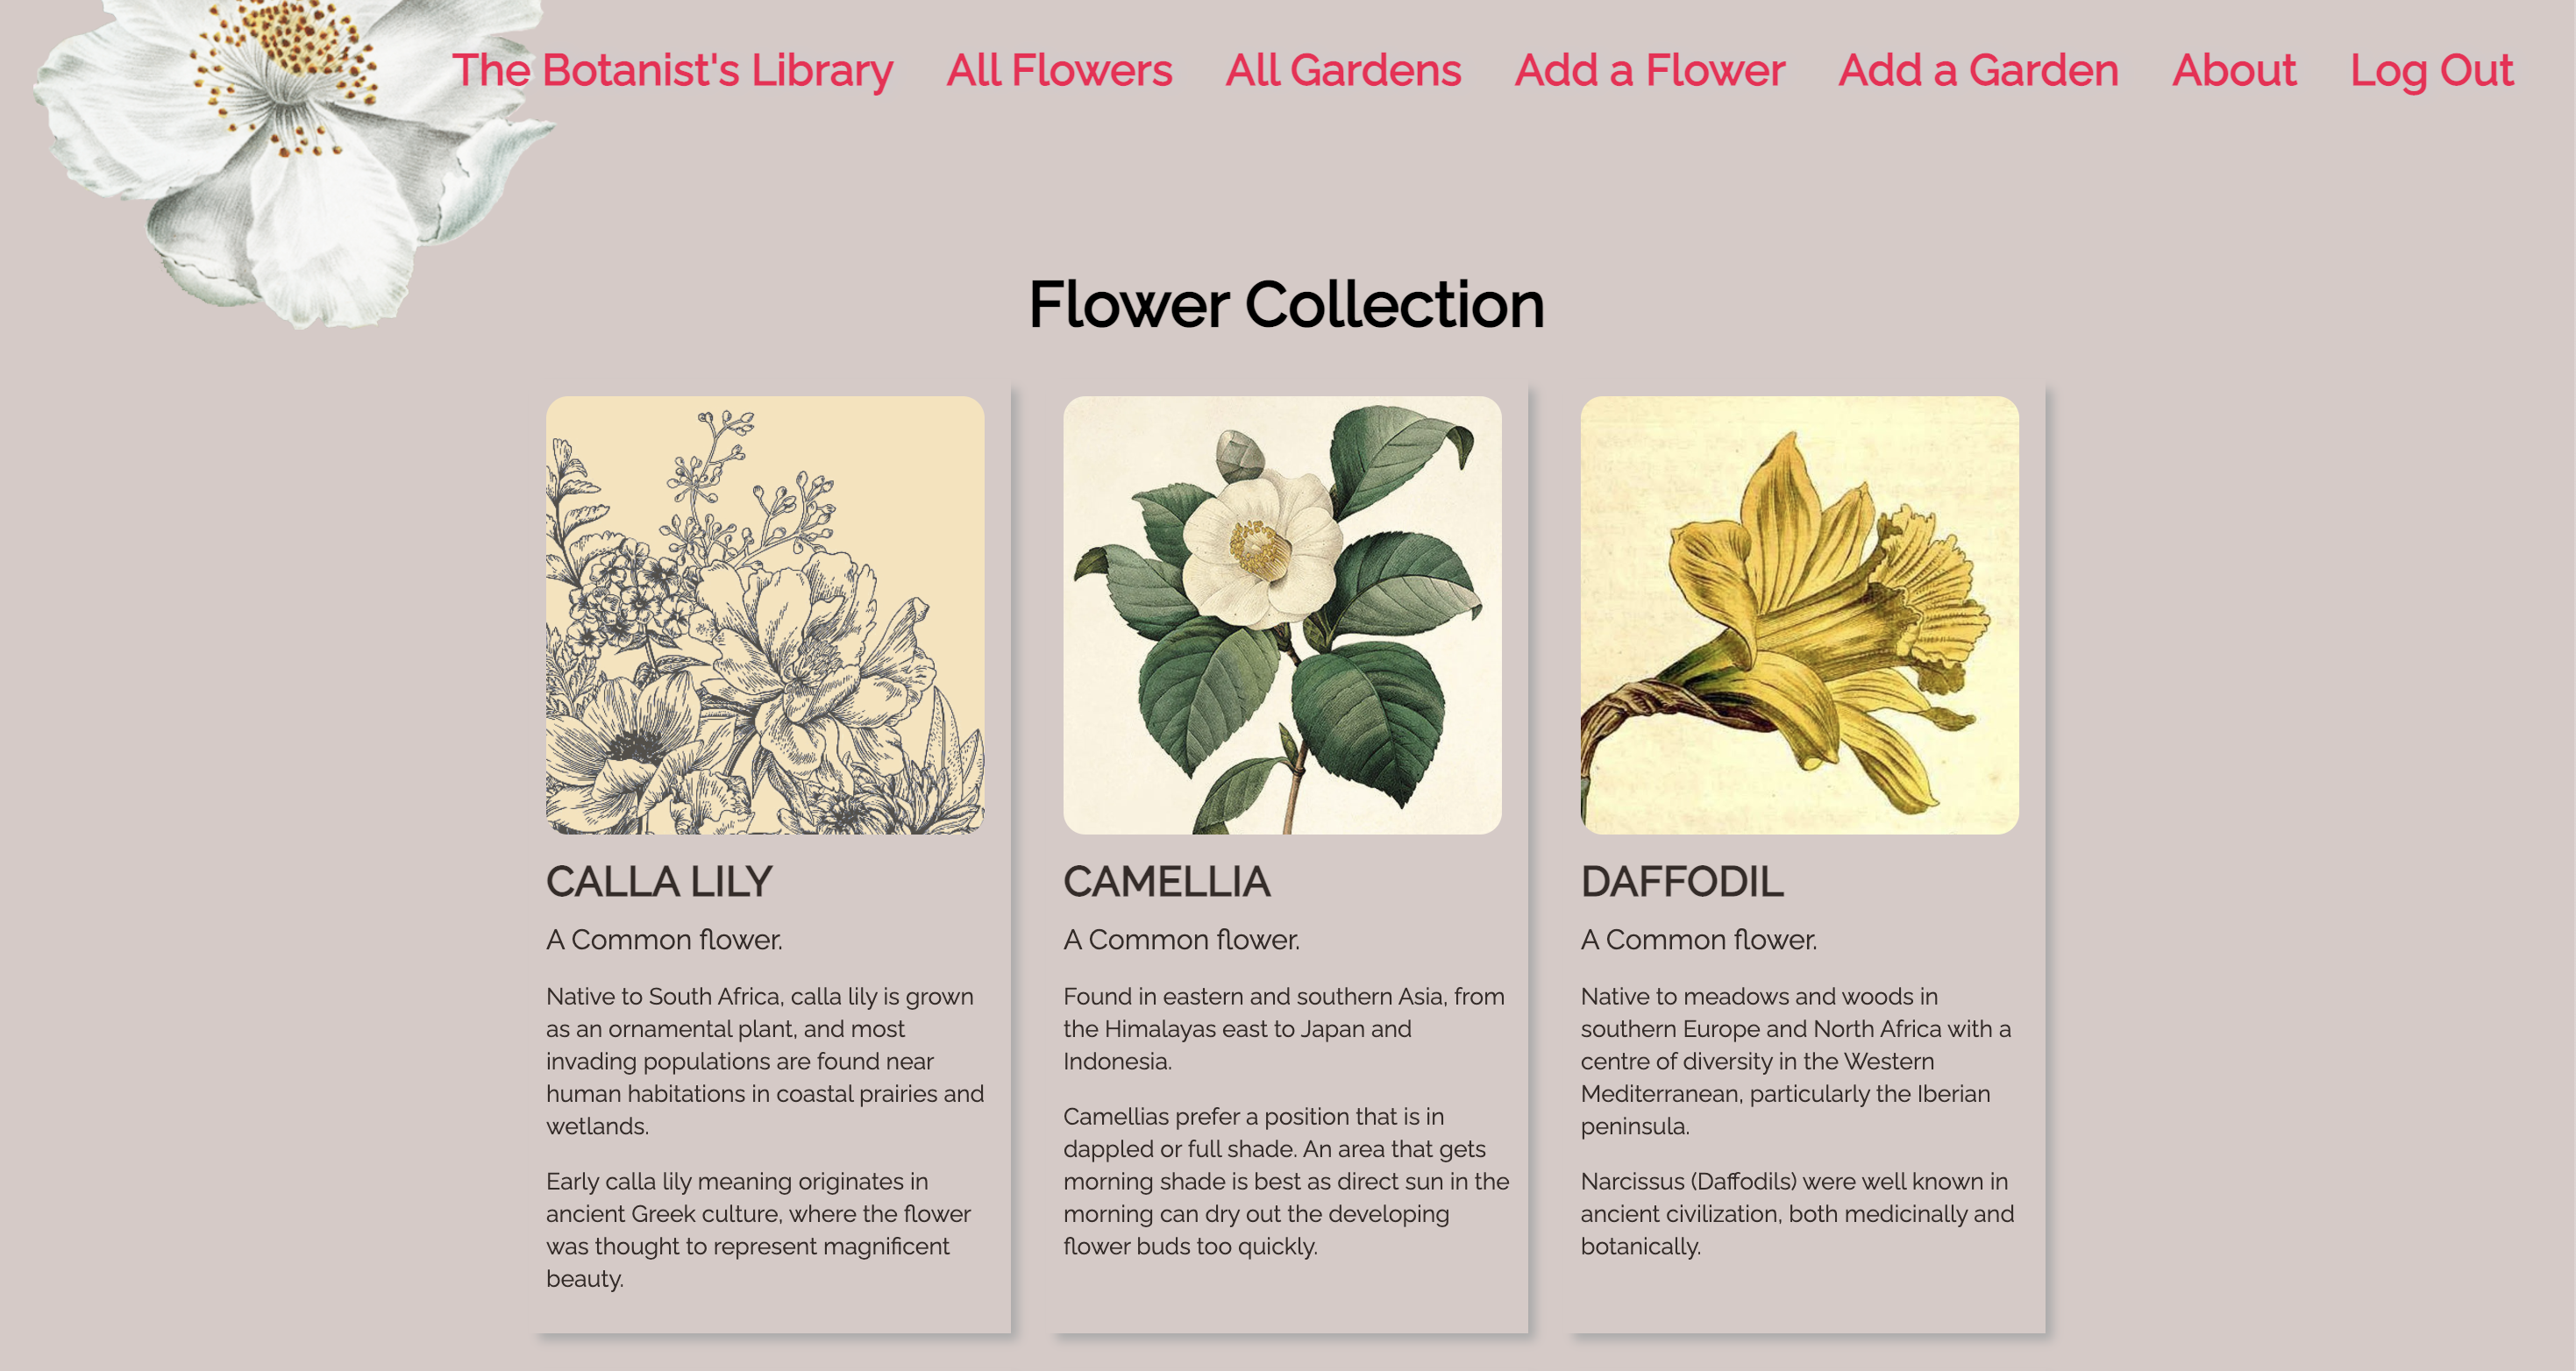 The Botanist's Library All Flowers All Gardens Add a Flower Add a Garden About Log Out
Flower Collection
CALLA LILY
A Common flower.
Native to South Africa, calla lily is grown
as an ornamental plant, and most
invading populations are found near
human habitations in coastal prairies and
wetlands.
Early calla lily meaning originates in
ancient Greek culture, where the flower
was thought to represent magnificent
beauty.
CAMELLIA
A Common flower.
Found in eastern and southern Asia, from
the Himalayas east to Japan and
Indonesia.
Camellias prefer a position that is in
dappled or full shade. An area that gets
morning shade is best as direct sun in the
morning can dry out the developing
flower buds too quickly.
DAFFODIL
A Common flower.
Native to meadows and woods in
southern Europe and North Africa with a
centre of diversity in the Western
Mediterranean, particularly the Iberian
peninsula.
Narcissus (Daffodils) were well known in
ancient civilization, both medicinally and
botanically.